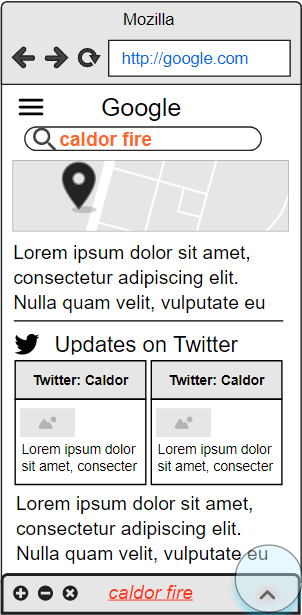 Mozilla
http://google.com
Google
caldor fire
Lorem ipsum dolor sit amet,
consectetur adipiscing elit.
Nulla quam velit, vulputate eu
Updates on Twitter
Twitter: Caldor
Lorem ipsum dolor
sit amet, consecter
Twitter: Caldor
Lorem ipsum dolor
sit amet, consecter
Lorem ipsum dolor sit amet,
consectetur adipiscing elit.
Nulla quam velit, vulputate eu
caldor fire